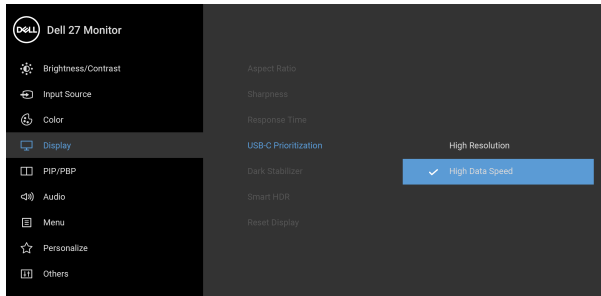 DELL Dell 27 Monitor
Brightness/Contrast
Input Source
Color
Display
PIP/PBP
Audio
Menu
Personalize
Others
Aspect Ratio
Sharpness
Response Time
USB-C Prioritization
Dark Stabilizer
Smart HDR
Reset Display
High Resolution
High Data Speed